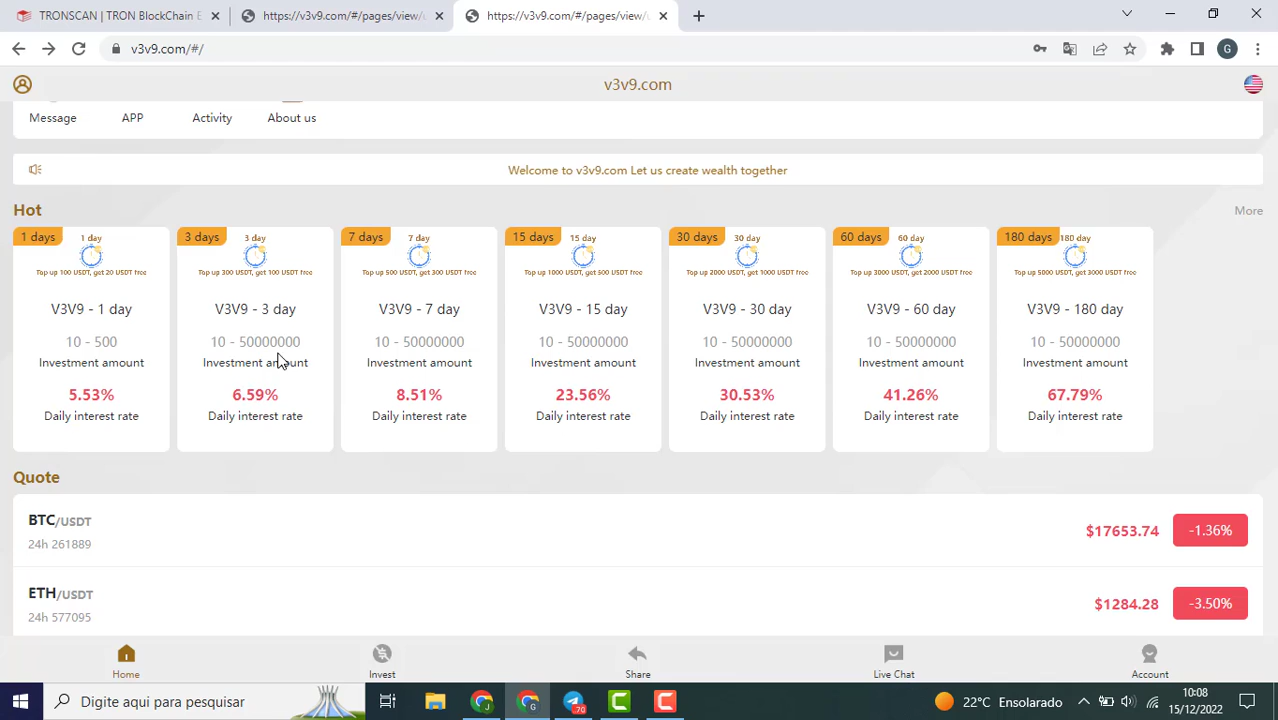 TRONSCAN | TRON BlockChain E
https://v3v9.com/#/pages/view/u
https://v3v9.com/#/pages/view/u
v3v9.com/#/
G
v3v9.com
Message APP Activity About us
Welcome to v3v9.com Let us create wealth together
Hot More
1 days 1 day 3 days 3 day 7 days 7 day 15 days 15 day 30 days 30 day 60 days 60 day 180 days 180 day
Top up 100 USDT, get 20 USDT free Top up 300 USDT, get 100 USDT free Top up 500 USDT, get 300 USDT free Top up 1000 USDT, get 500 USDT free Top up 2000 USDT, get 1000 USDT free Top up 3000 USDT, get 2000 USDT free Top up 5000 USDT, get 3000 USDT free
V3V9 - 1 day V3V9 - 3 day V3V9 - 7 day V3V9 - 15 day V3V9 - 30 day V3V9 - 60 day V3V9 - 180 day
10 - 500 10 - 50000000 10 - 50000000 10 - 50000000 10 - 50000000 10 - 50000000 10 - 50000000
Investment amount Investment amount Investment amount Investment amount Investment amount Investment amount Investment amount
5.53% 6.59% 8.51% 23.56% 30.53% 41.26% 67.79%
Daily interest rate Daily interest rate Daily interest rate Daily interest rate Daily interest rate Daily interest rate Daily interest rate
Quote
BTC/USDT $17653.74 -1.36%
24h 261889
ETH/USDT $1284.28 -3.50%
24h 577095
Home Invest Share Live Chat Account
Digite aqui para pesquisar J G 70 C C 22°C Ensolarado 10:08
15/12/2022